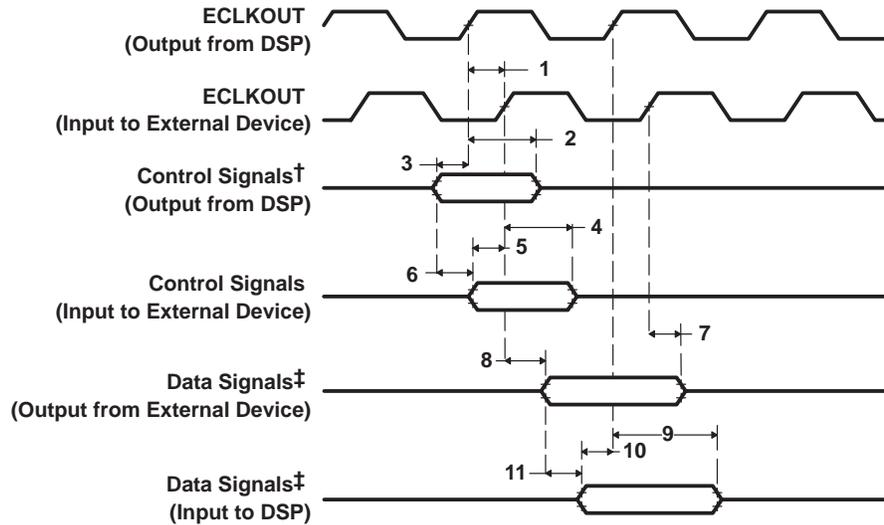 ECLKOUT
(Output from DSP)
1
ECLKOUT
(Input to External Device)
2
3
Control Signals†
(Output from DSP)
4
5
6
Control Signals
(Input to External Device)
7
8
Data Signals‡
(Output from External Device)
9
10
11
Data Signals‡
(Input to DSP)